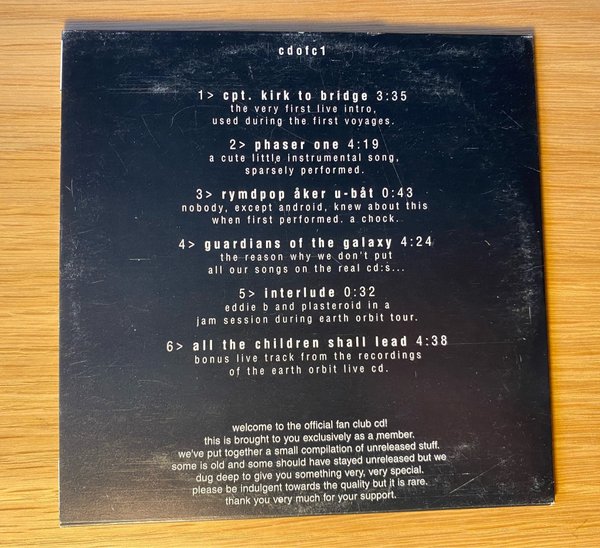 cdofc1
1> cpt. kirk to bridge 3:35
the very first live intro,
used during the first voyages.
2> phaser one 4:19
a cute little instrumental song,
sparsely performed.
3> rymdpop åker u-båt 0:43
nobody, except android, knew about this
when first performed. a chock.
4> guardians of the galaxy 4:24
the reason why we don't put
all our songs on the real cd:s...
5> interlude 0:32
eddie b and plasteroid in a
jam session during earth orbit tour.
6> all the children shall lead 4:38
bonus live track from the recordings
of the earth orbit live cd.
welcome to the official fan club cd!
this is brought to you exclusively as a member.
we've put together a small compilation of unreleased stuff.
some is old and some should have stayed unreleased but we
dug deep to give you something very, very special.
please be indulgent towards the quality but it is rare.
thank you very much for your support.